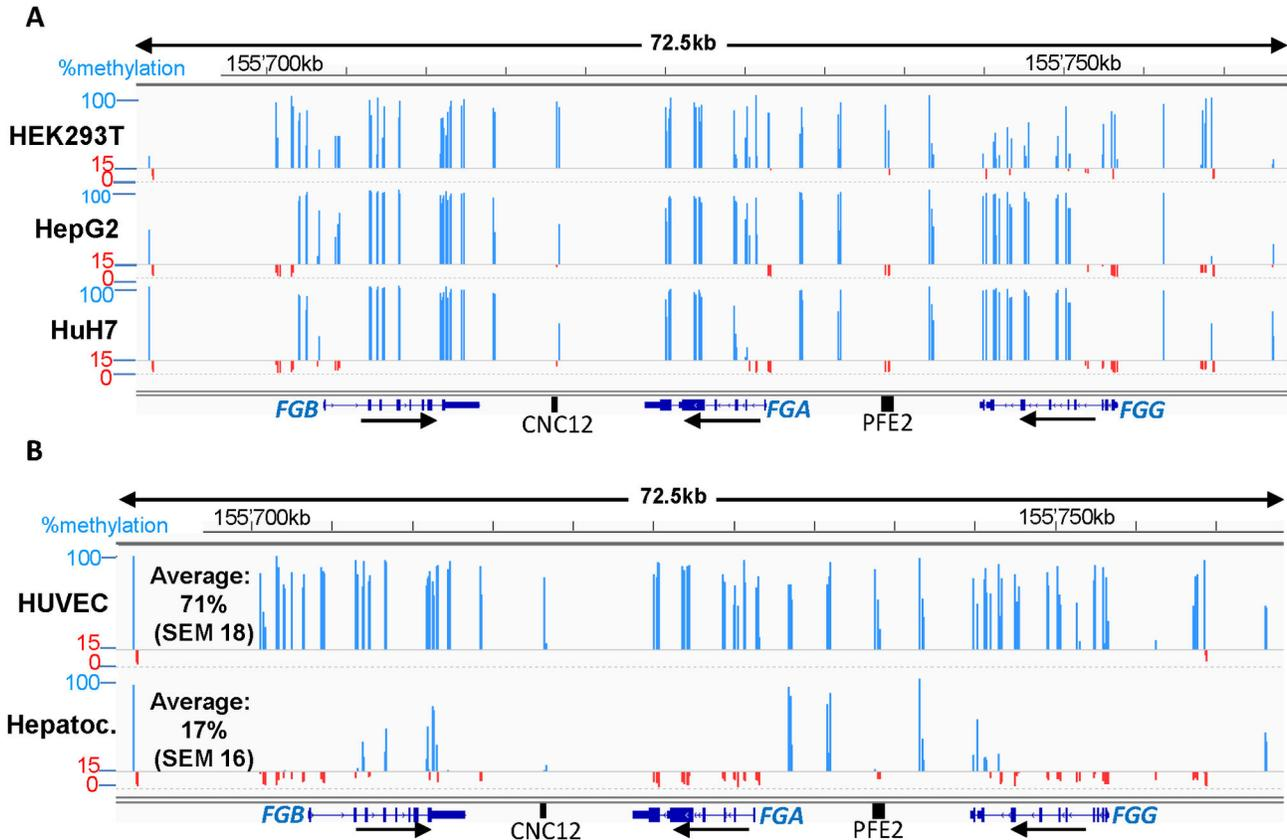 A
72.5kb
%methylation 155'700kb 155'750kb
100
HEK293T
15
0
100
HepG2
15
0
100
HuH7
15
0
FGB CNC12 FGA PFE2 FGG
B
72.5kb
%methylation 155'700kb 155'750kb
100
HUVEC
Average:
71%
(SEM 18)
15
0
100
Hepatoc.
Average:
17%
(SEM 16)
15
0
FGB CNC12 FGA PFE2 FGG